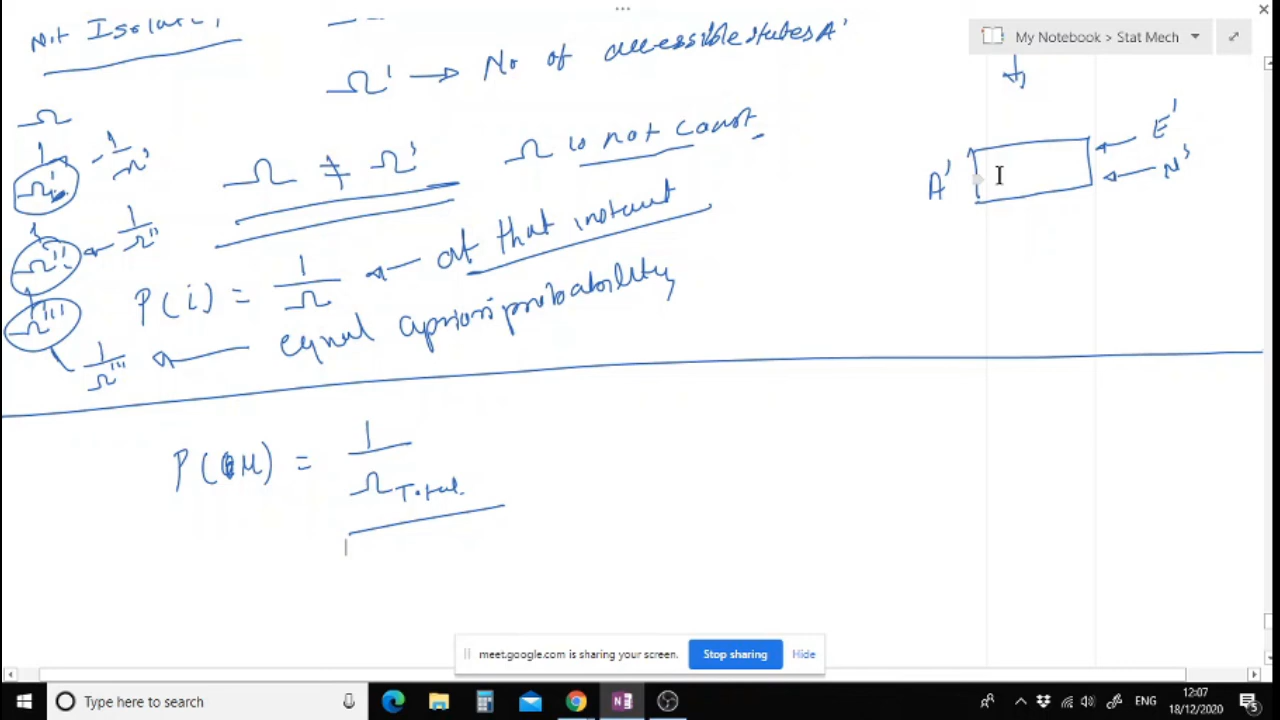 Not Isolated
Ω' → No of accessible states A'
My Notebook > Stat Mech
Ω
Ω' - 1/Ω'
Ω ≠ Ω' Ω is not const
A' E'
N'
Ω'' ← 1/Ω''
P(i) = 1/Ω ← at that instant
Ω'''
1/Ω''' ← equal apriori probability
P(M) = 1/Ω Total
meet.google.com is sharing your screen. Stop sharing Hide
Type here to search
ENG
12:07
18/12/2020
5